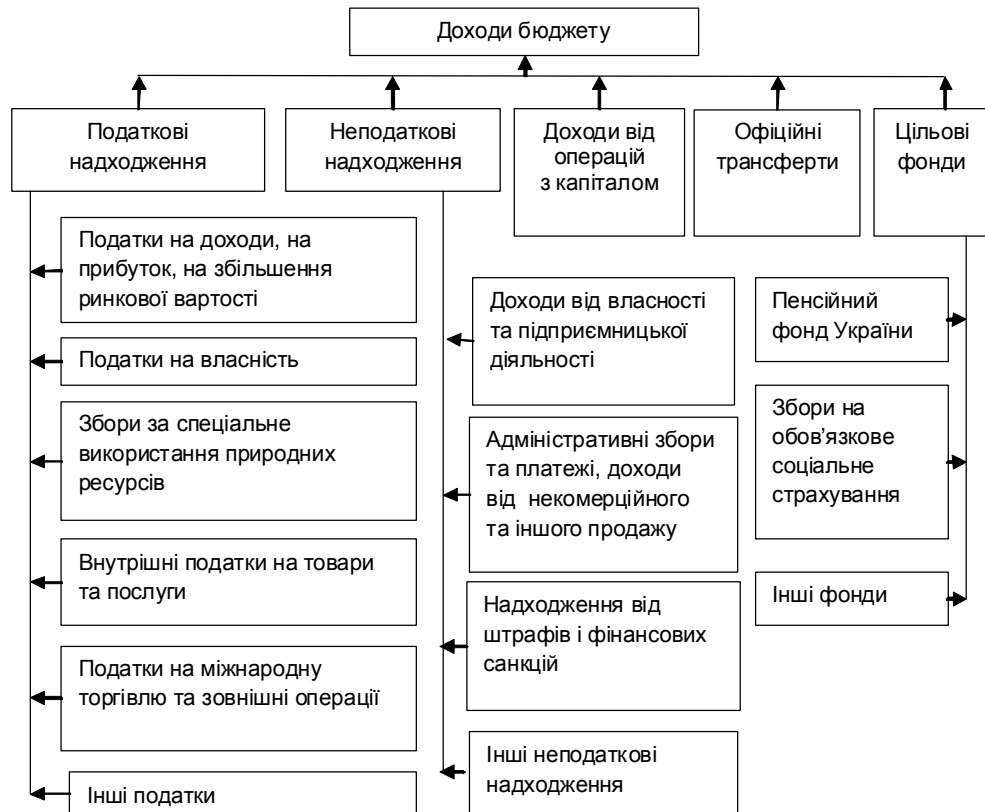 Доходи бюджету
Податкові
надходження
Неподаткові
надходження
Доходи від
операцій
з капіталом
Офіційні
трансферти
Цільові
фонди
Податки на доходи, на
прибуток, на збільшення
ринкової вартості
Податки на власність
Збори за спеціальне
використання природних
ресурсів
Внутрішні податки на товари
та послуги
Податки на міжнародну
торгівлю та зовнішні операції
Інші податки
Доходи від власності
та підприємницької
діяльності
Адміністративні збори
та платежі, доходи
від некомерційного
та іншого продажу
Надходження від
штрафів і фінансових
санкцій
Інші неподаткові
надходження
Пенсійний
фонд України
Збори на
обов’язкове
соціальне
страхування
Інші фонди